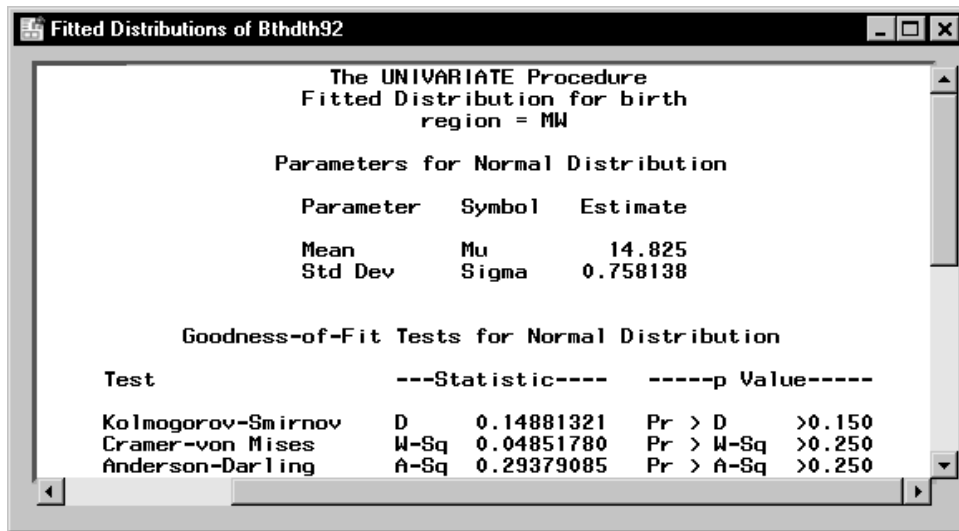 Fitted Distributions of Bthdth92
The UNIVARIATE Procedure
Fitted Distribution for birth
region = MW
Parameters for Normal Distribution
Parameter Symbol Estimate
Mean Mu 14.825
Std Dev Sigma 0.758138
Goodness-of-Fit Tests for Normal Distribution
Test ---Statistic---- -----p Value-----
Kolmogorov-Smirnov D 0.14881321 Pr > D >0.150
Cramer-von Mises W-Sq 0.04851780 Pr > W-Sq >0.250
Anderson-Darling A-Sq 0.29379085 Pr > A-Sq >0.250